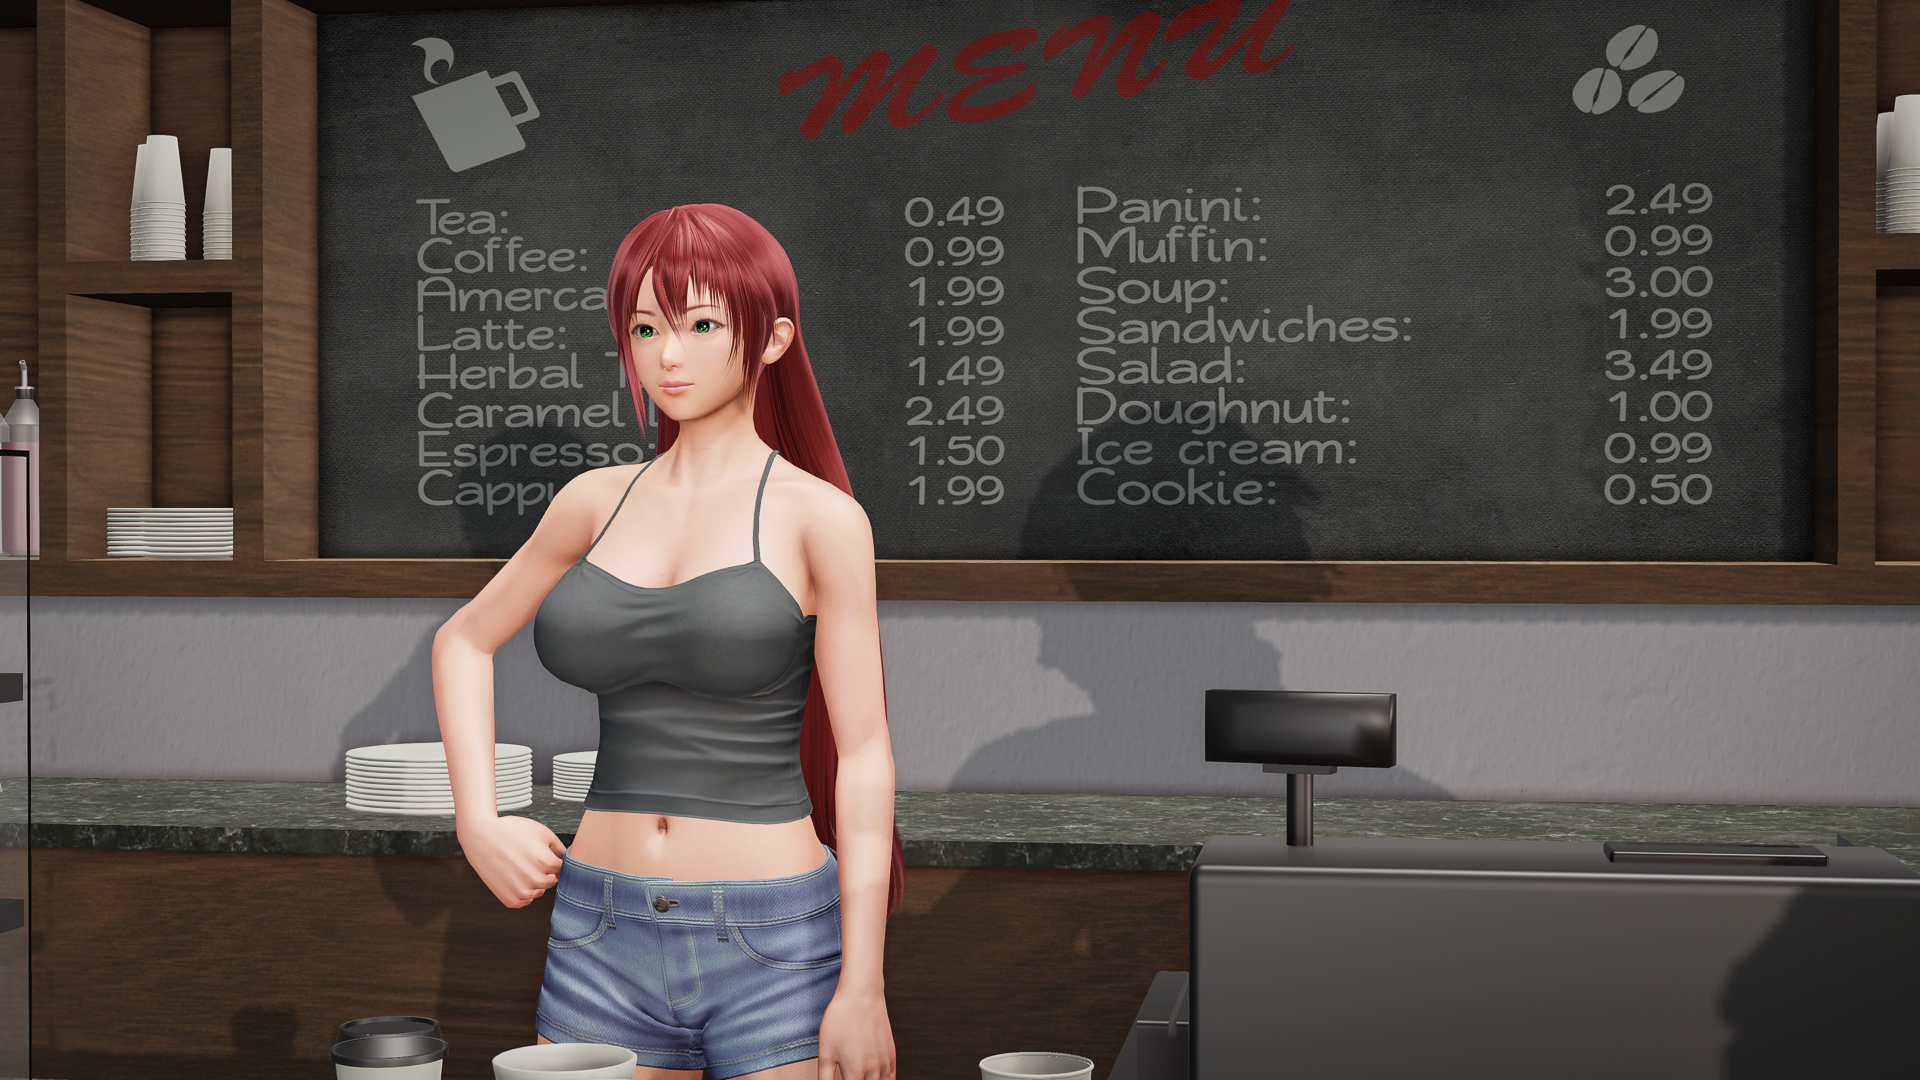 MENU
Tea: 0.49
Coffee: 0.99
1.99
Latte: 1.99
Herbal 1.49
Caramel 2.49
Espresso: 1.50
1.99
Panini: 2.49
Muffin: 0.99
Soup: 3.00
Sandwiches: 1.99
Salad: 3.49
Doughnut: 1.00
Ice cream: 0.99
Cookie: 0.50